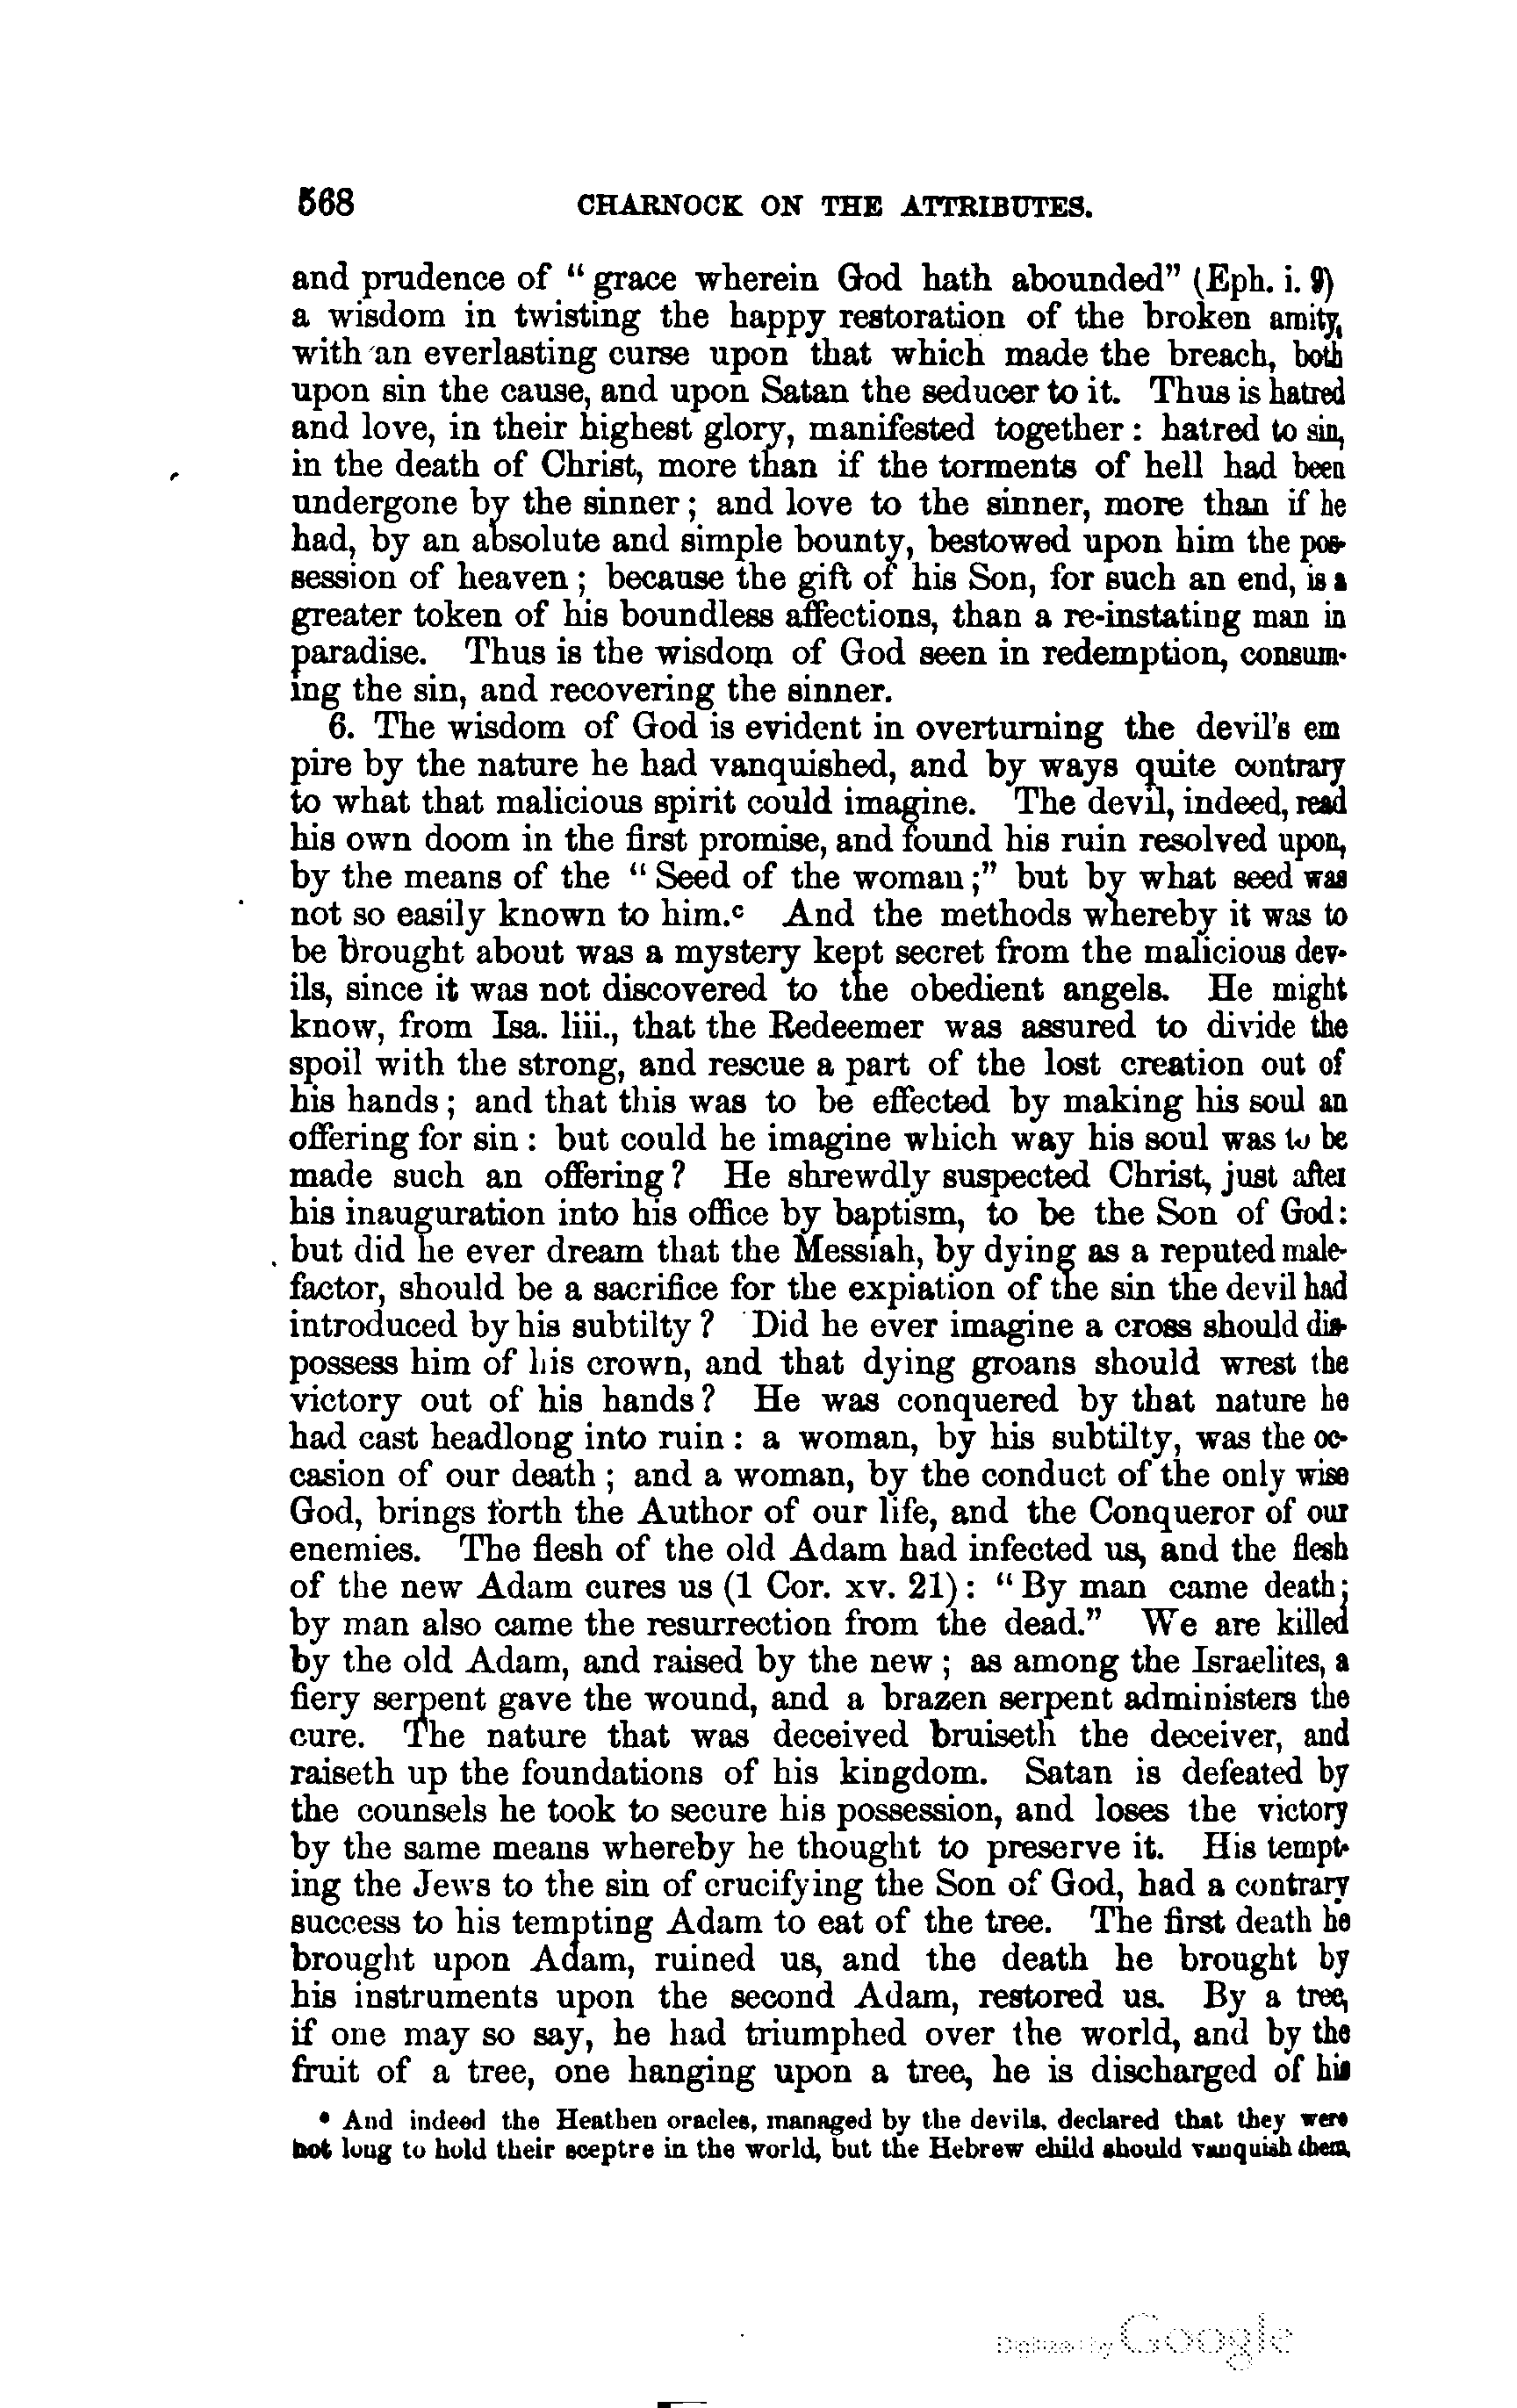 568 CHARNOCK ON THE ATTRIBUTES.
and prudence of “ grace wherein God hath abounded” (Eph. i. 9)
a wisdom in twisting the happy restoration of the broken amity,
with an everlasting curse upon that which made the breach, both
upon sin the cause, and upon Satan the seducer to it. Thus is hatred
and love, in their highest glory, manifested together : hatred to sin,
in the death of Christ, more than if the torments of hell had been
undergone by the sinner ; and love to the sinner, more than if he
had, by an absolute and simple bounty, bestowed upon him the pos-
session of heaven ; because the gift of his Son, for such an end, is a
greater token of his boundless affections, than a re-instating man in
paradise. Thus is the wisdom of God seen in redemption, consum-
ing the sin, and recovering the sinner.
6. The wisdom of God is evident in overturning the devil’s em
pire by the nature he had vanquished, and by ways quite contrary
to what that malicious spirit could imagine. The devil, indeed, read
his own doom in the first promise, and found his ruin resolved upon,
by the means of the “ Seed of the woman ;” but by what seed was
not so easily known to him.c And the methods whereby it was to
be brought about was a mystery kept secret from the malicious dev-
ils, since it was not discovered to the obedient angels. He might
know, from Isa. liii., that the Redeemer was assured to divide the
spoil with the strong, and rescue a part of the lost creation out of
his hands ; and that this was to be effected by making his soul an
offering for sin : but could he imagine which way his soul was to be
made such an offering ? He shrewdly suspected Christ, just after
his inauguration into his office by baptism, to be the Son of God :
but did he ever dream that the Messiah, by dying as a reputed male-
factor, should be a sacrifice for the expiation of the sin the devil had
introduced by his subtilty ? Did he ever imagine a cross should dis-
possess him of his crown, and that dying groans should wrest the
victory out of his hands ? He was conquered by that nature he
had cast headlong into ruin : a woman, by his subtilty, was the oc-
casion of our death ; and a woman, by the conduct of the only wise
God, brings forth the Author of our life, and the Conqueror of our
enemies. The flesh of the old Adam had infected us, and the flesh
of the new Adam cures us (1 Cor. xv. 21) : “ By man came death ;
by man also came the resurrection from the dead.” We are killed
by the old Adam, and raised by the new ; as among the Israelites, a
fiery serpent gave the wound, and a brazen serpent administers the
cure. The nature that was deceived bruiseth the deceiver, and
raiseth up the foundations of his kingdom. Satan is defeated by
the counsels he took to secure his possession, and loses the victory
by the same means whereby he thought to preserve it. His tempt-
ing the Jews to the sin of crucifying the Son of God, had a contrary
success to his tempting Adam to eat of the tree. The first death he
brought upon Adam, ruined us, and the death he brought by
his instruments upon the second Adam, restored us. By a tree,
if one may so say, he had triumphed over the world, and by the
fruit of a tree, one hanging upon a tree, he is discharged of his
• And indeed the Heathen oracles, managed by the devils, declared that they were
not long to hold their sceptre in the world, but the Hebrew child should vanquish them.
Digitized by Google